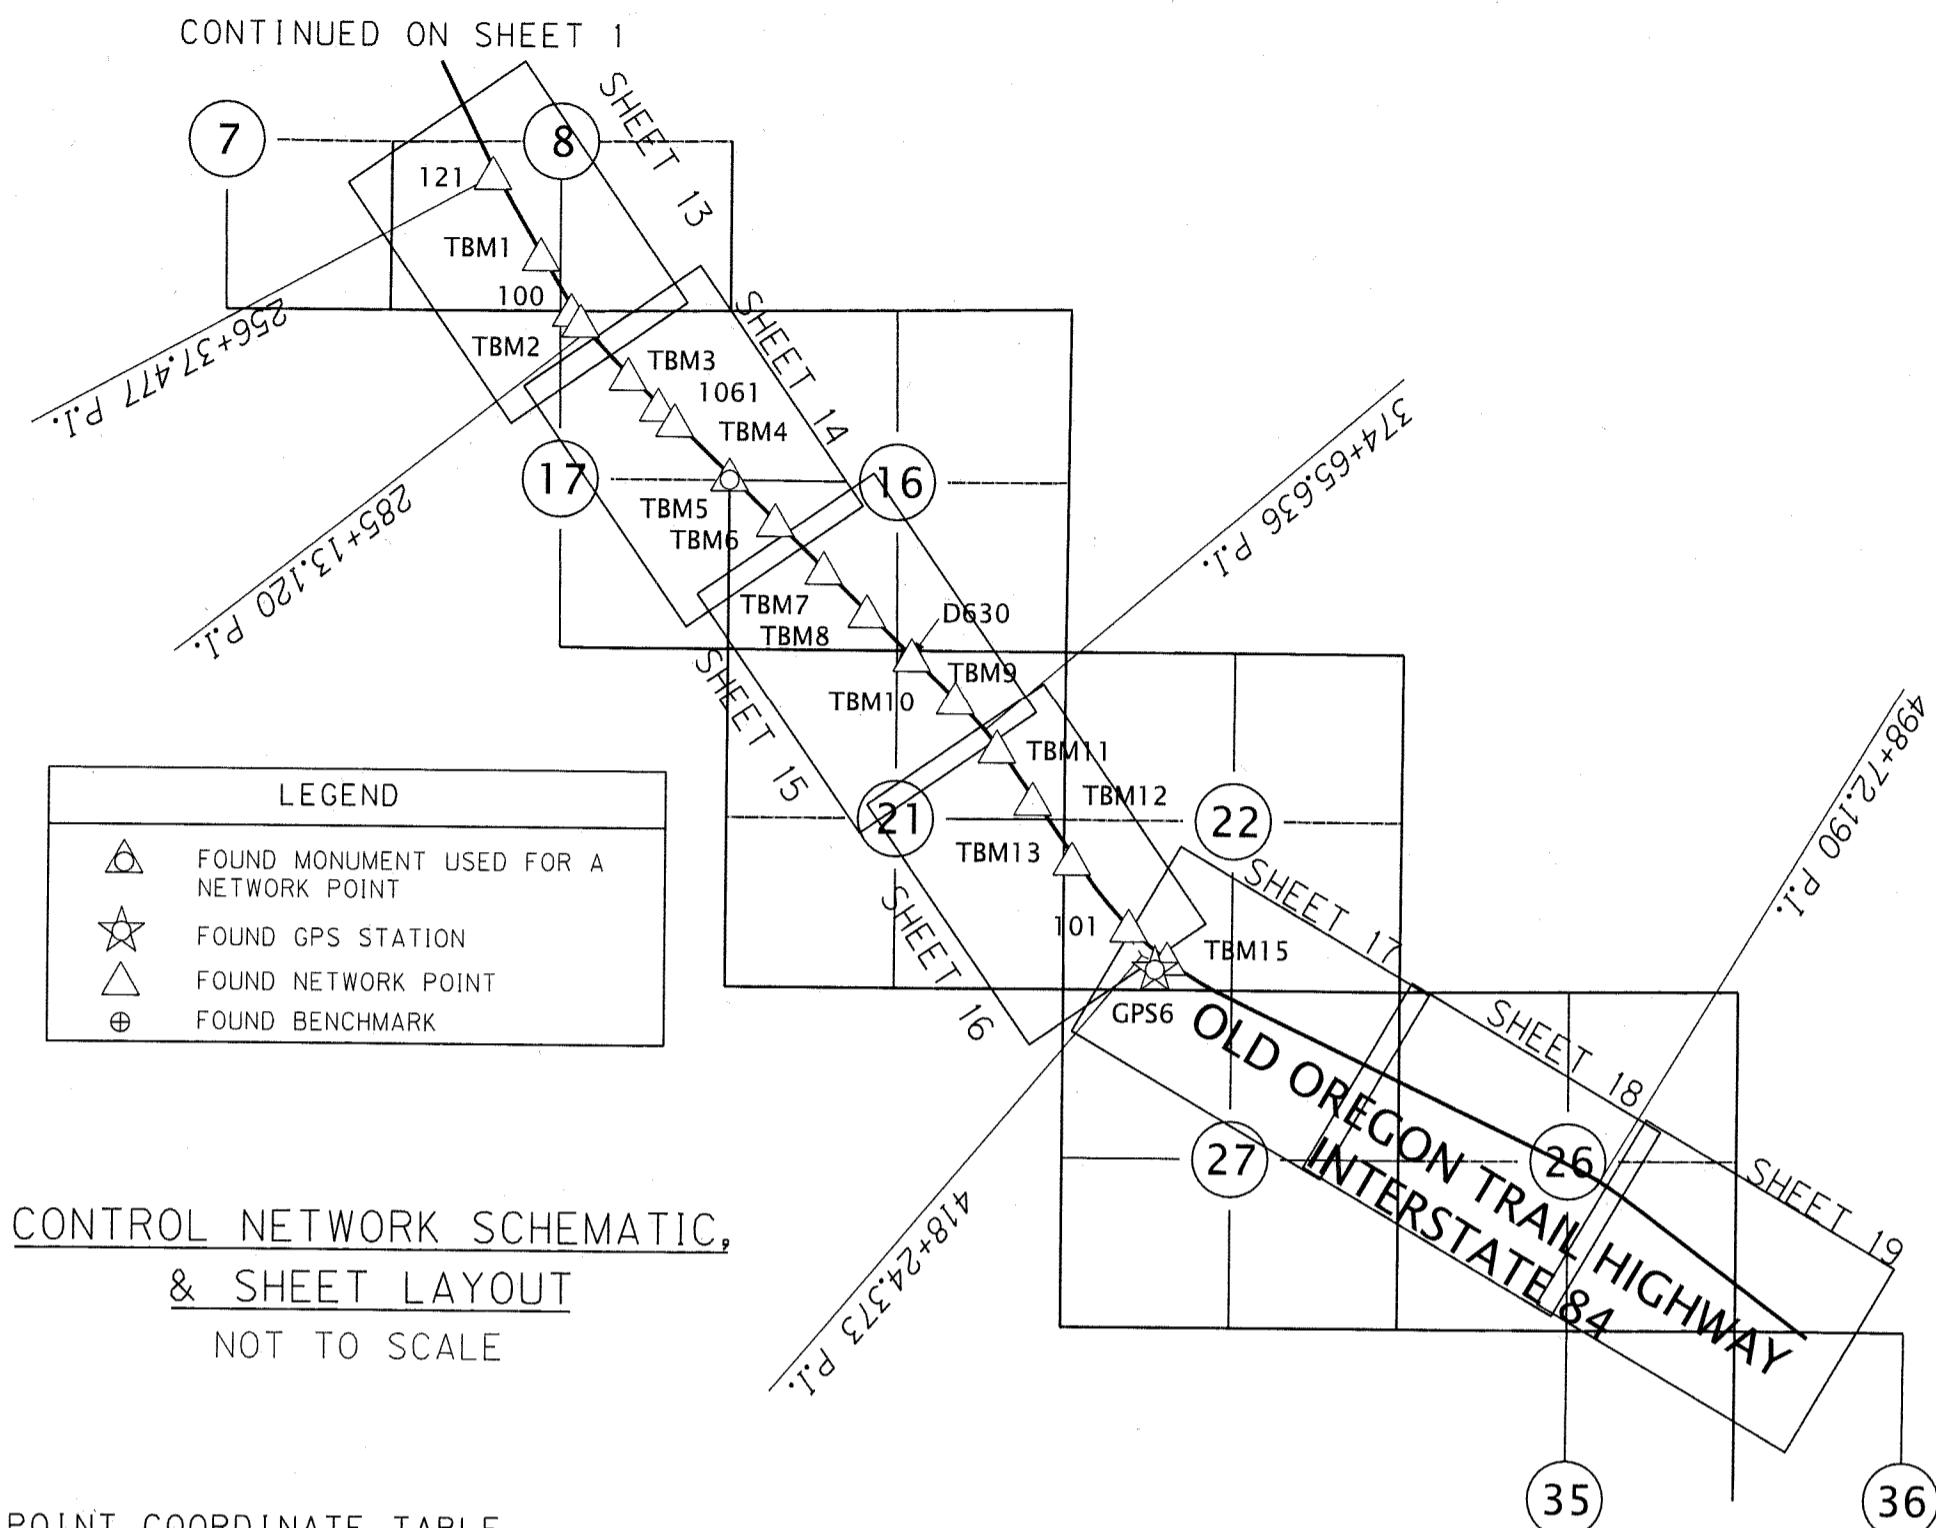 CONTINUED ON SHEET 1
7
8
SHEET 13
121
TBM1
100
256+37.477 P.I.
TBM2
SHEET 14
TBM3
1061
TBM4
374+65.636 P.I.
17
16
285+13.120 P.I.
TBM5
TBM6
TBM7
D630
TBM8
SHEET 15
TBM9
TBM10
498+72.190 P.I.
TBM11
TBM12
21
22
TBM13
LEGEND
FOUND MONUMENT USED FOR A
NETWORK POINT
FOUND GPS STATION
FOUND NETWORK POINT
FOUND BENCHMARK
SHEET 16
SHEET 17
101
TBM15
GPS6
SHEET 18
OLD OREGON TRAIL HIGHWAY
INTERSTATE 84
27
26
SHEET 19
418+24.373 P.I.
CONTROL NETWORK SCHEMATIC,
& SHEET LAYOUT
NOT TO SCALE
35
36
POINT COORDINATE TABLE